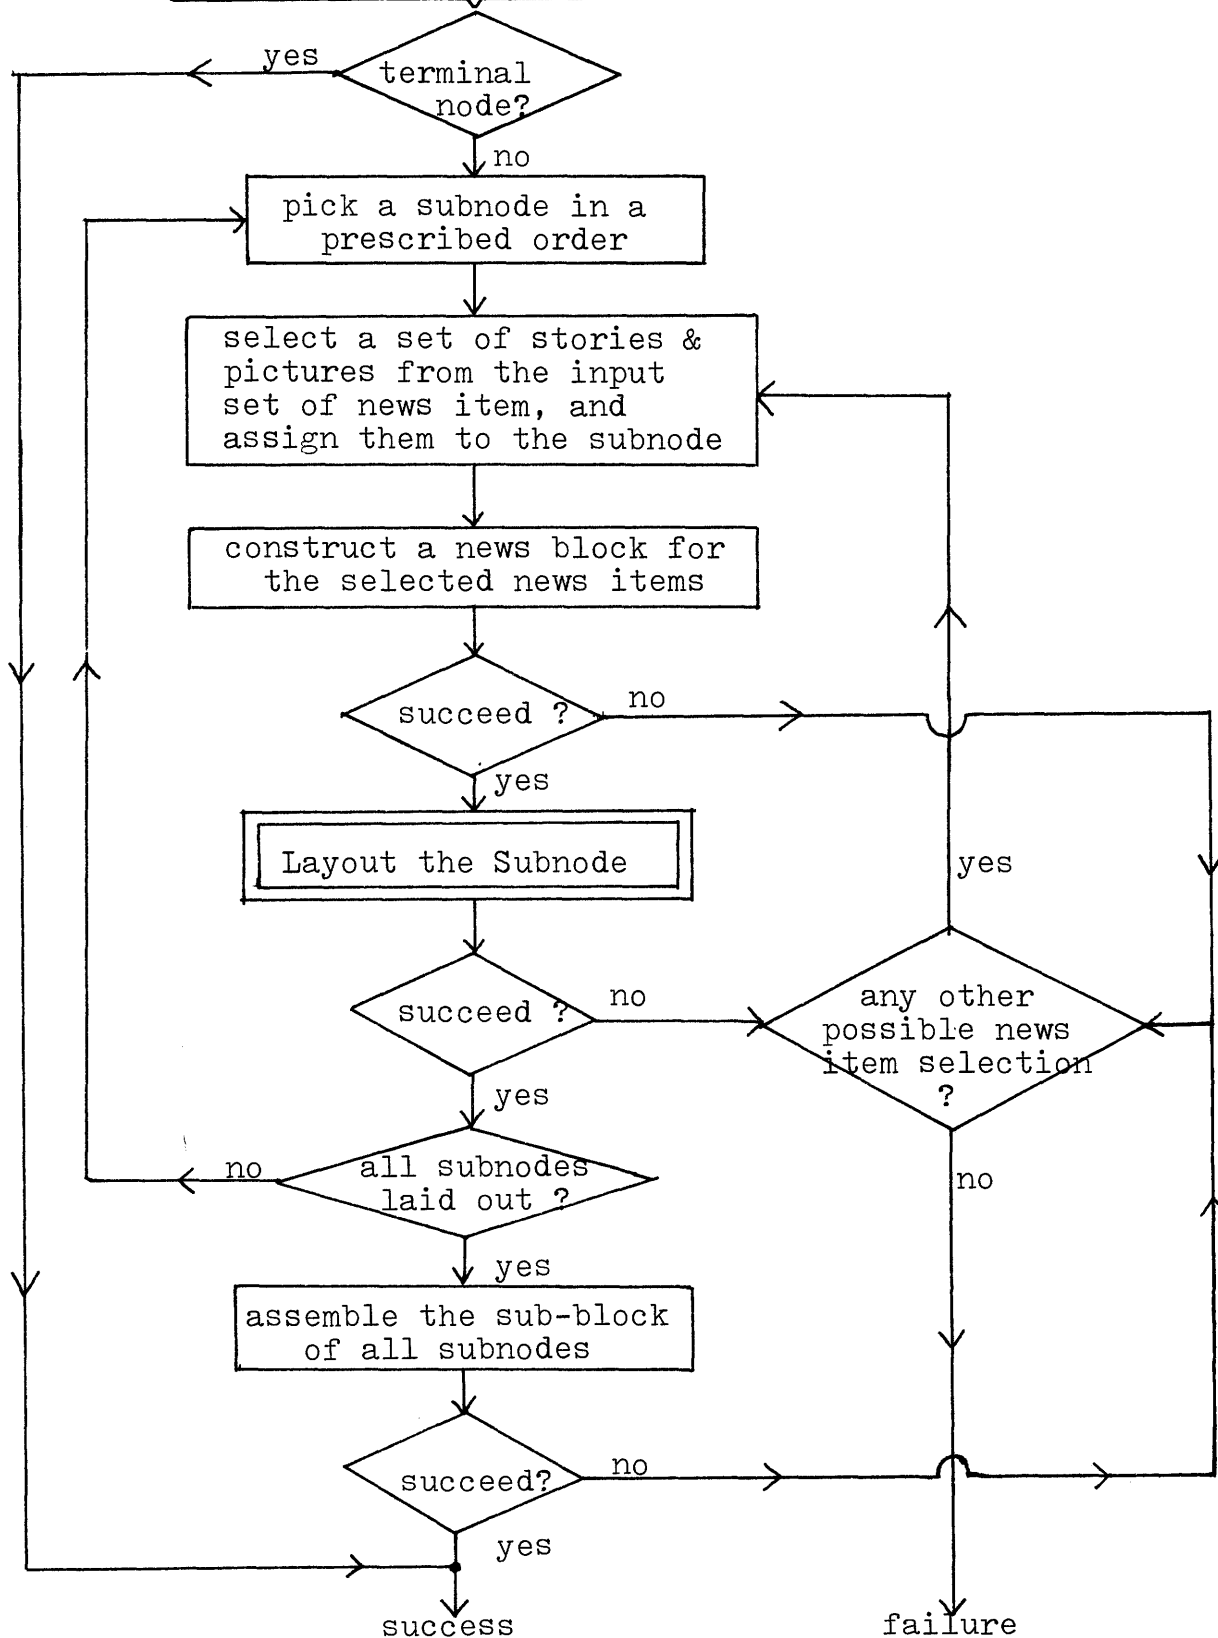 yes
terminal
node?
no
pick a subnode in a
prescribed order
select a set of stories &
pictures from the input
set of news item, and
assign them to the subnode
construct a news block for
the selected news items
succeed ?
no
yes
Layout the Subnode
yes
succeed ?
no
any other
possible news
item selection
?
yes
no
all subnodes
laid out ?
no
yes
assemble the sub-block
of all subnodes
succeed?
no
yes
success
failure